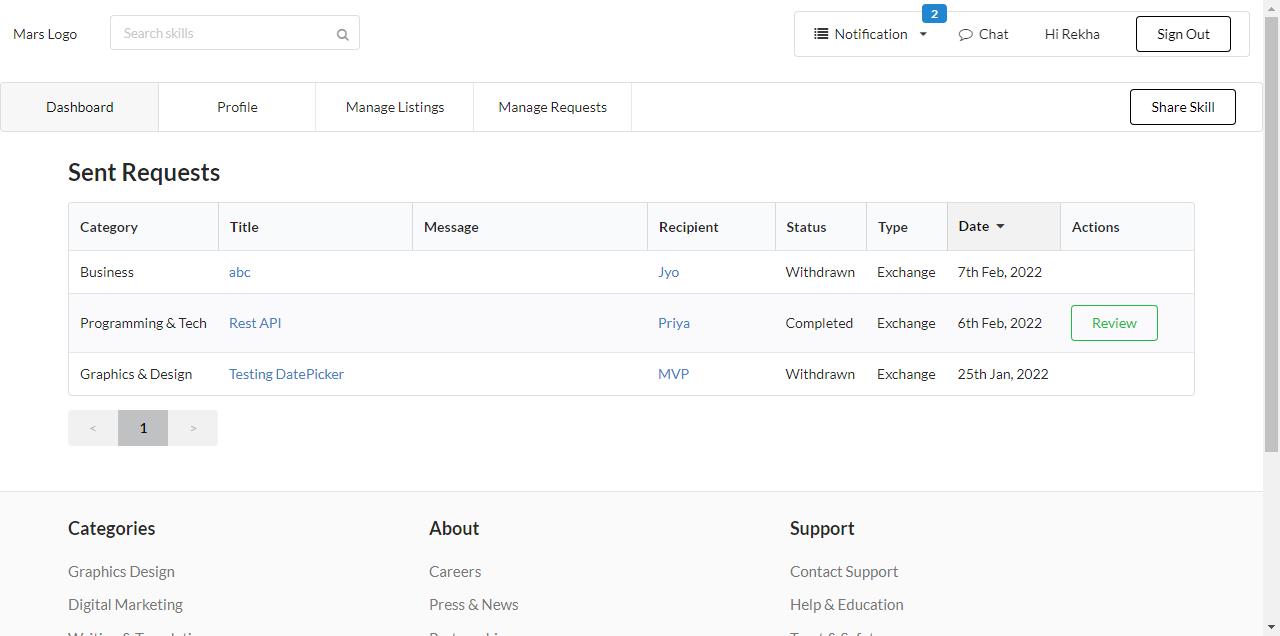 2
Mars Logo
Search skills
Notification
Chat
Hi Rekha
Sign Out
Dashboard
Profile
Manage Listings
Manage Requests
Share Skill
Sent Requests
Category Title Message Recipient Status Type Date Actions
Business abc Jyo Withdrawn Exchange 7th Feb, 2022
Programming & Tech Rest API Priya Completed Exchange 6th Feb, 2022 Review
Graphics & Design Testing DatePicker MVP Withdrawn Exchange 25th Jan, 2022
< 1 >
Categories About Support
Graphics Design Careers Contact Support
Digital Marketing Press & News Help & Education